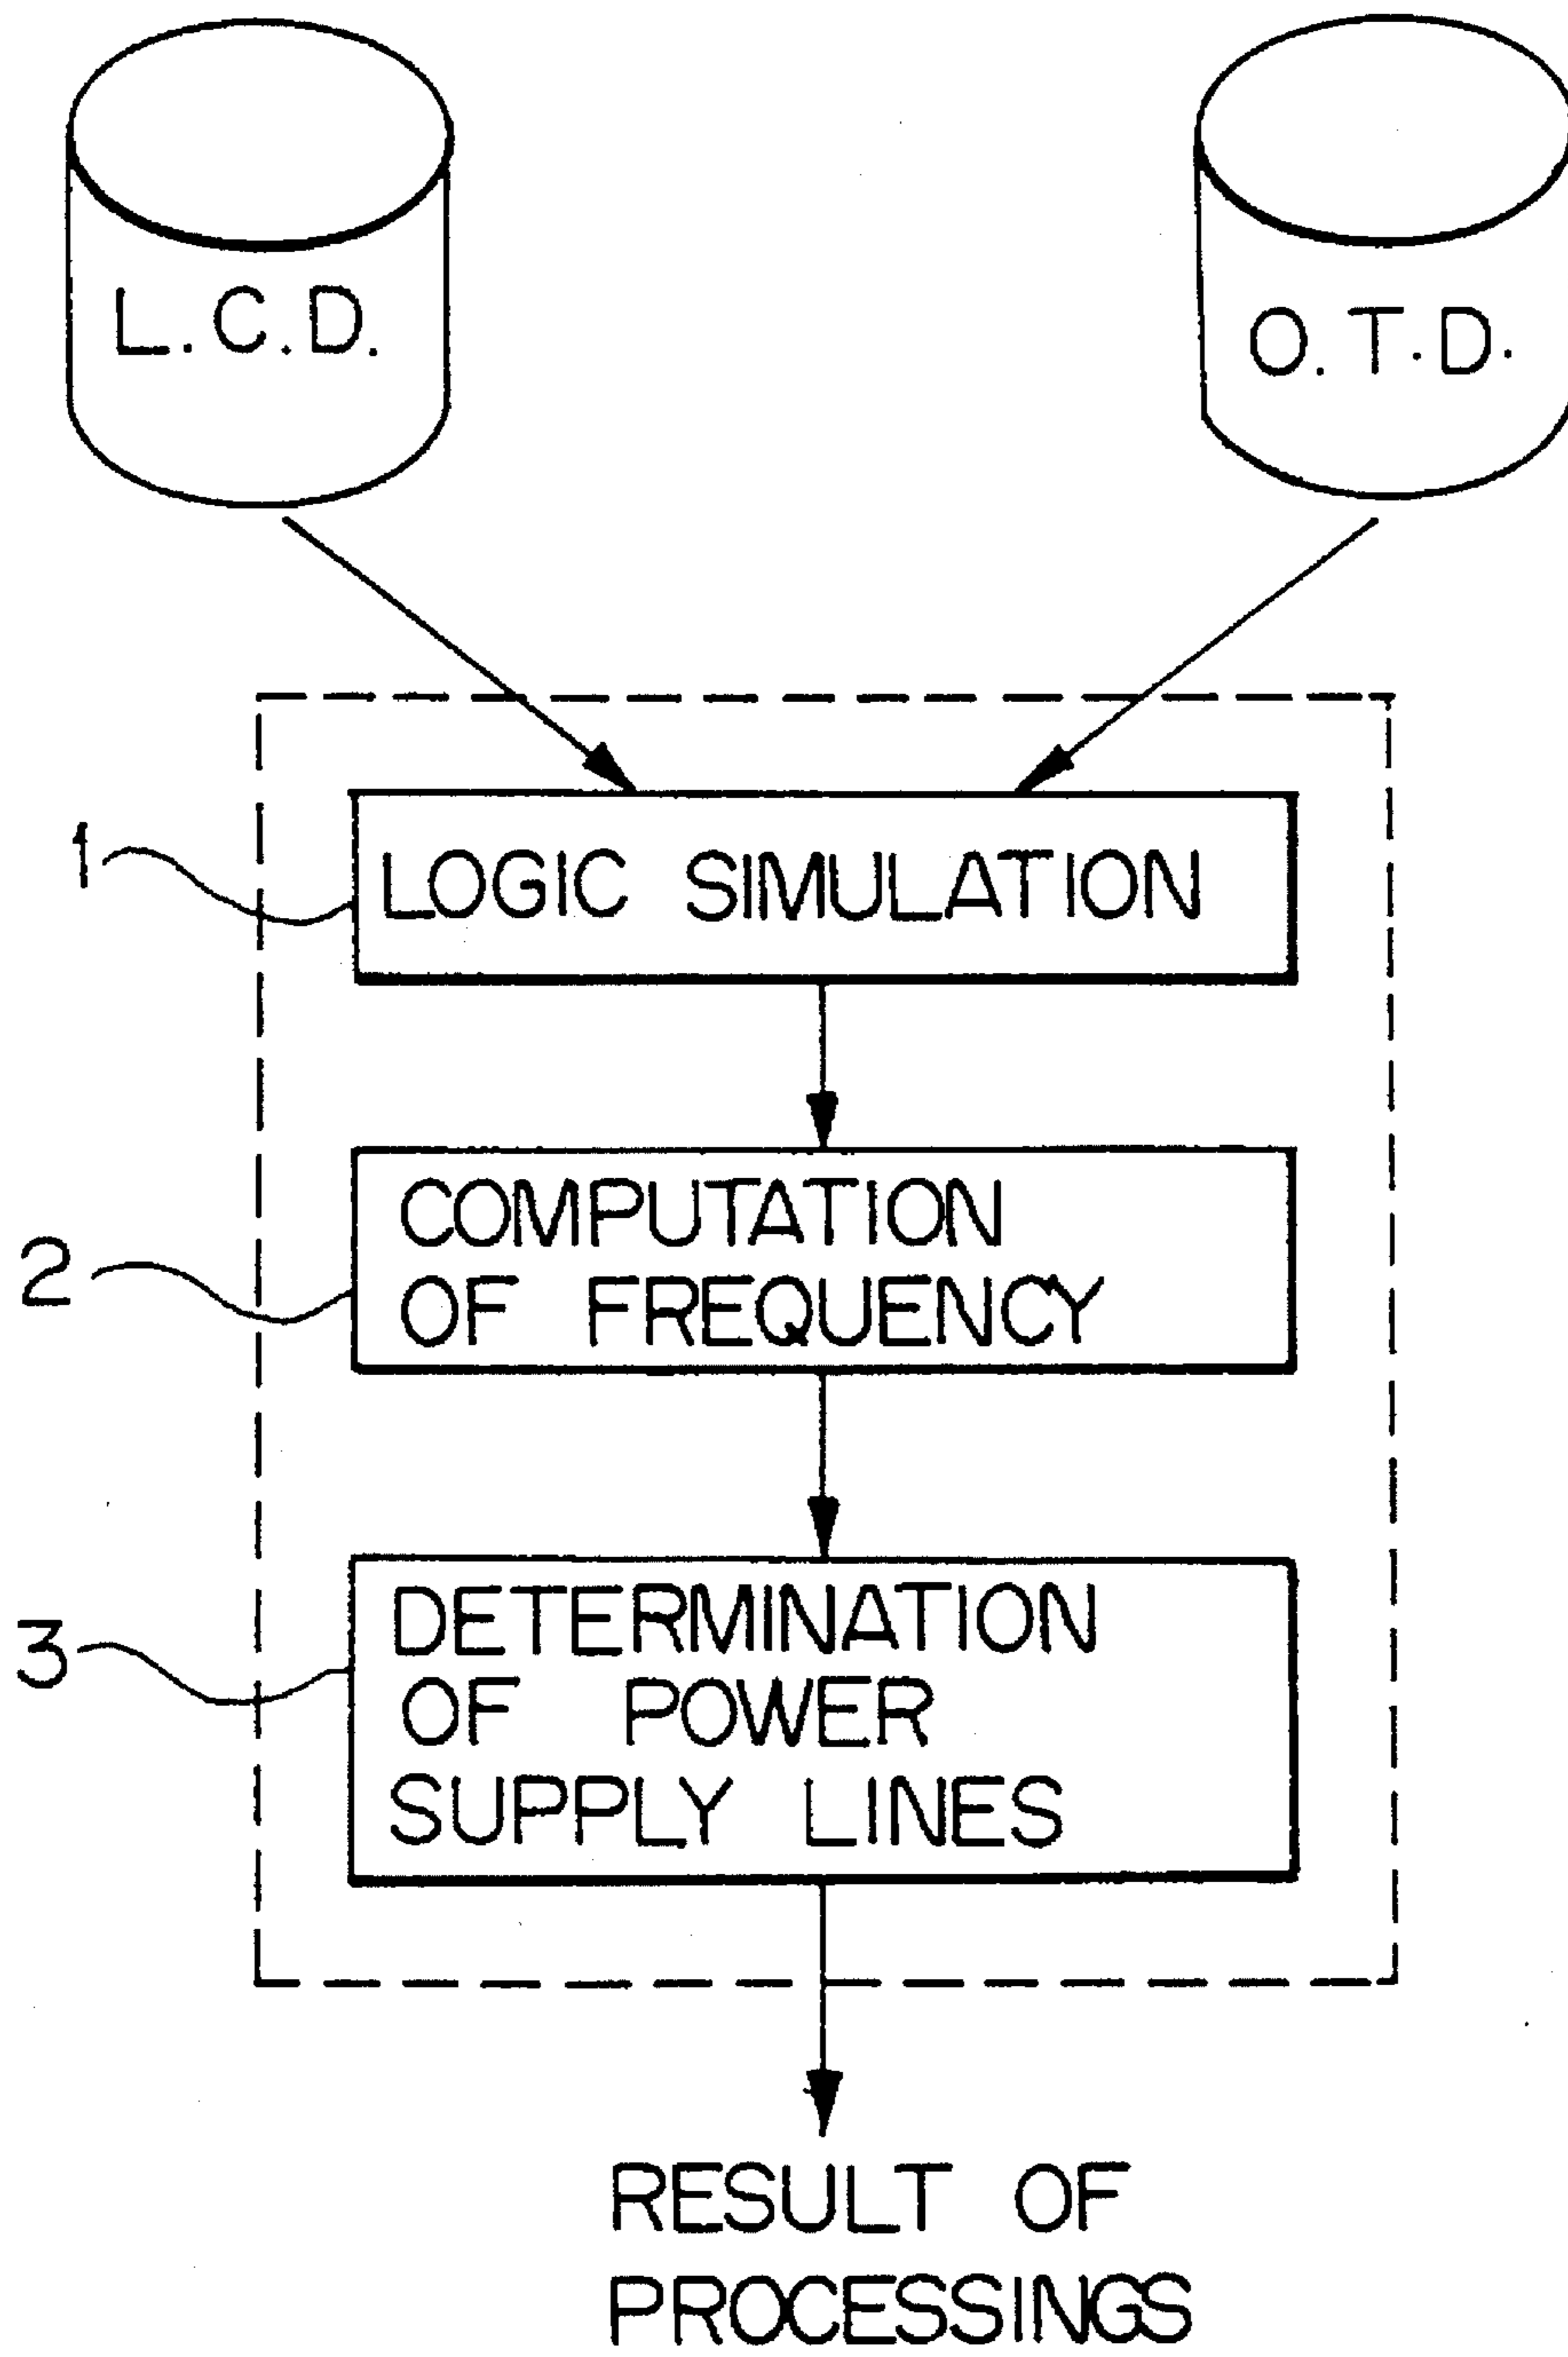 L.C.D.
O.T.D.
1
LOGIC SIMULATION
2
COMPUTATION
OF FREQUENCY
3
DETERMINATION
OF POWER
SUPPLY LINES
RESULT OF
PROCESSINGS